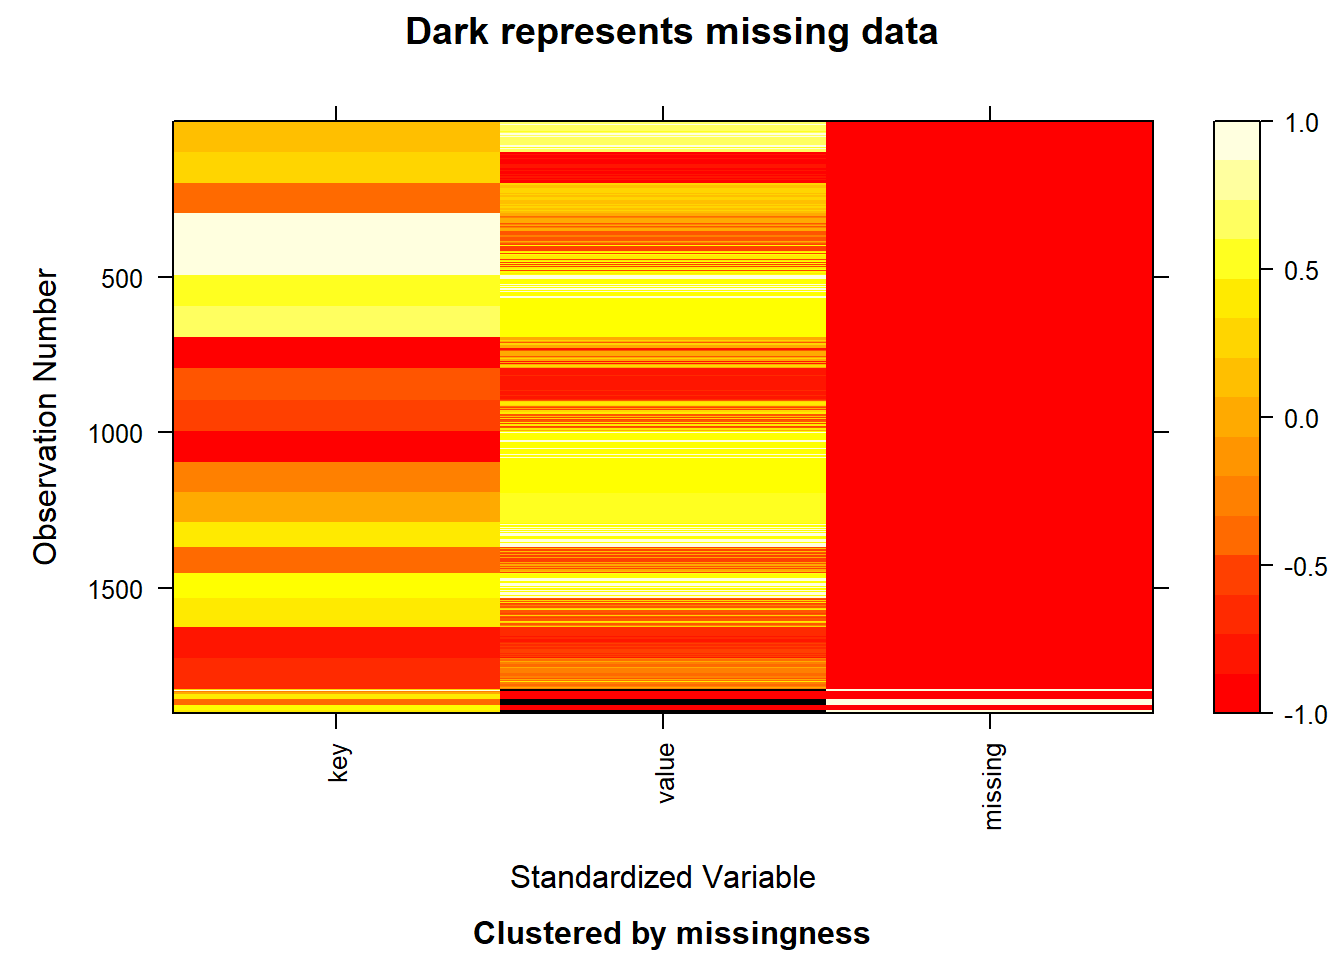 Dark represents missing data
1.0
0.5
0.0
-0.5
-1.0
Observation Number
500
1000
1500
key
value
missing
Standardized Variable
Clustered by missingness